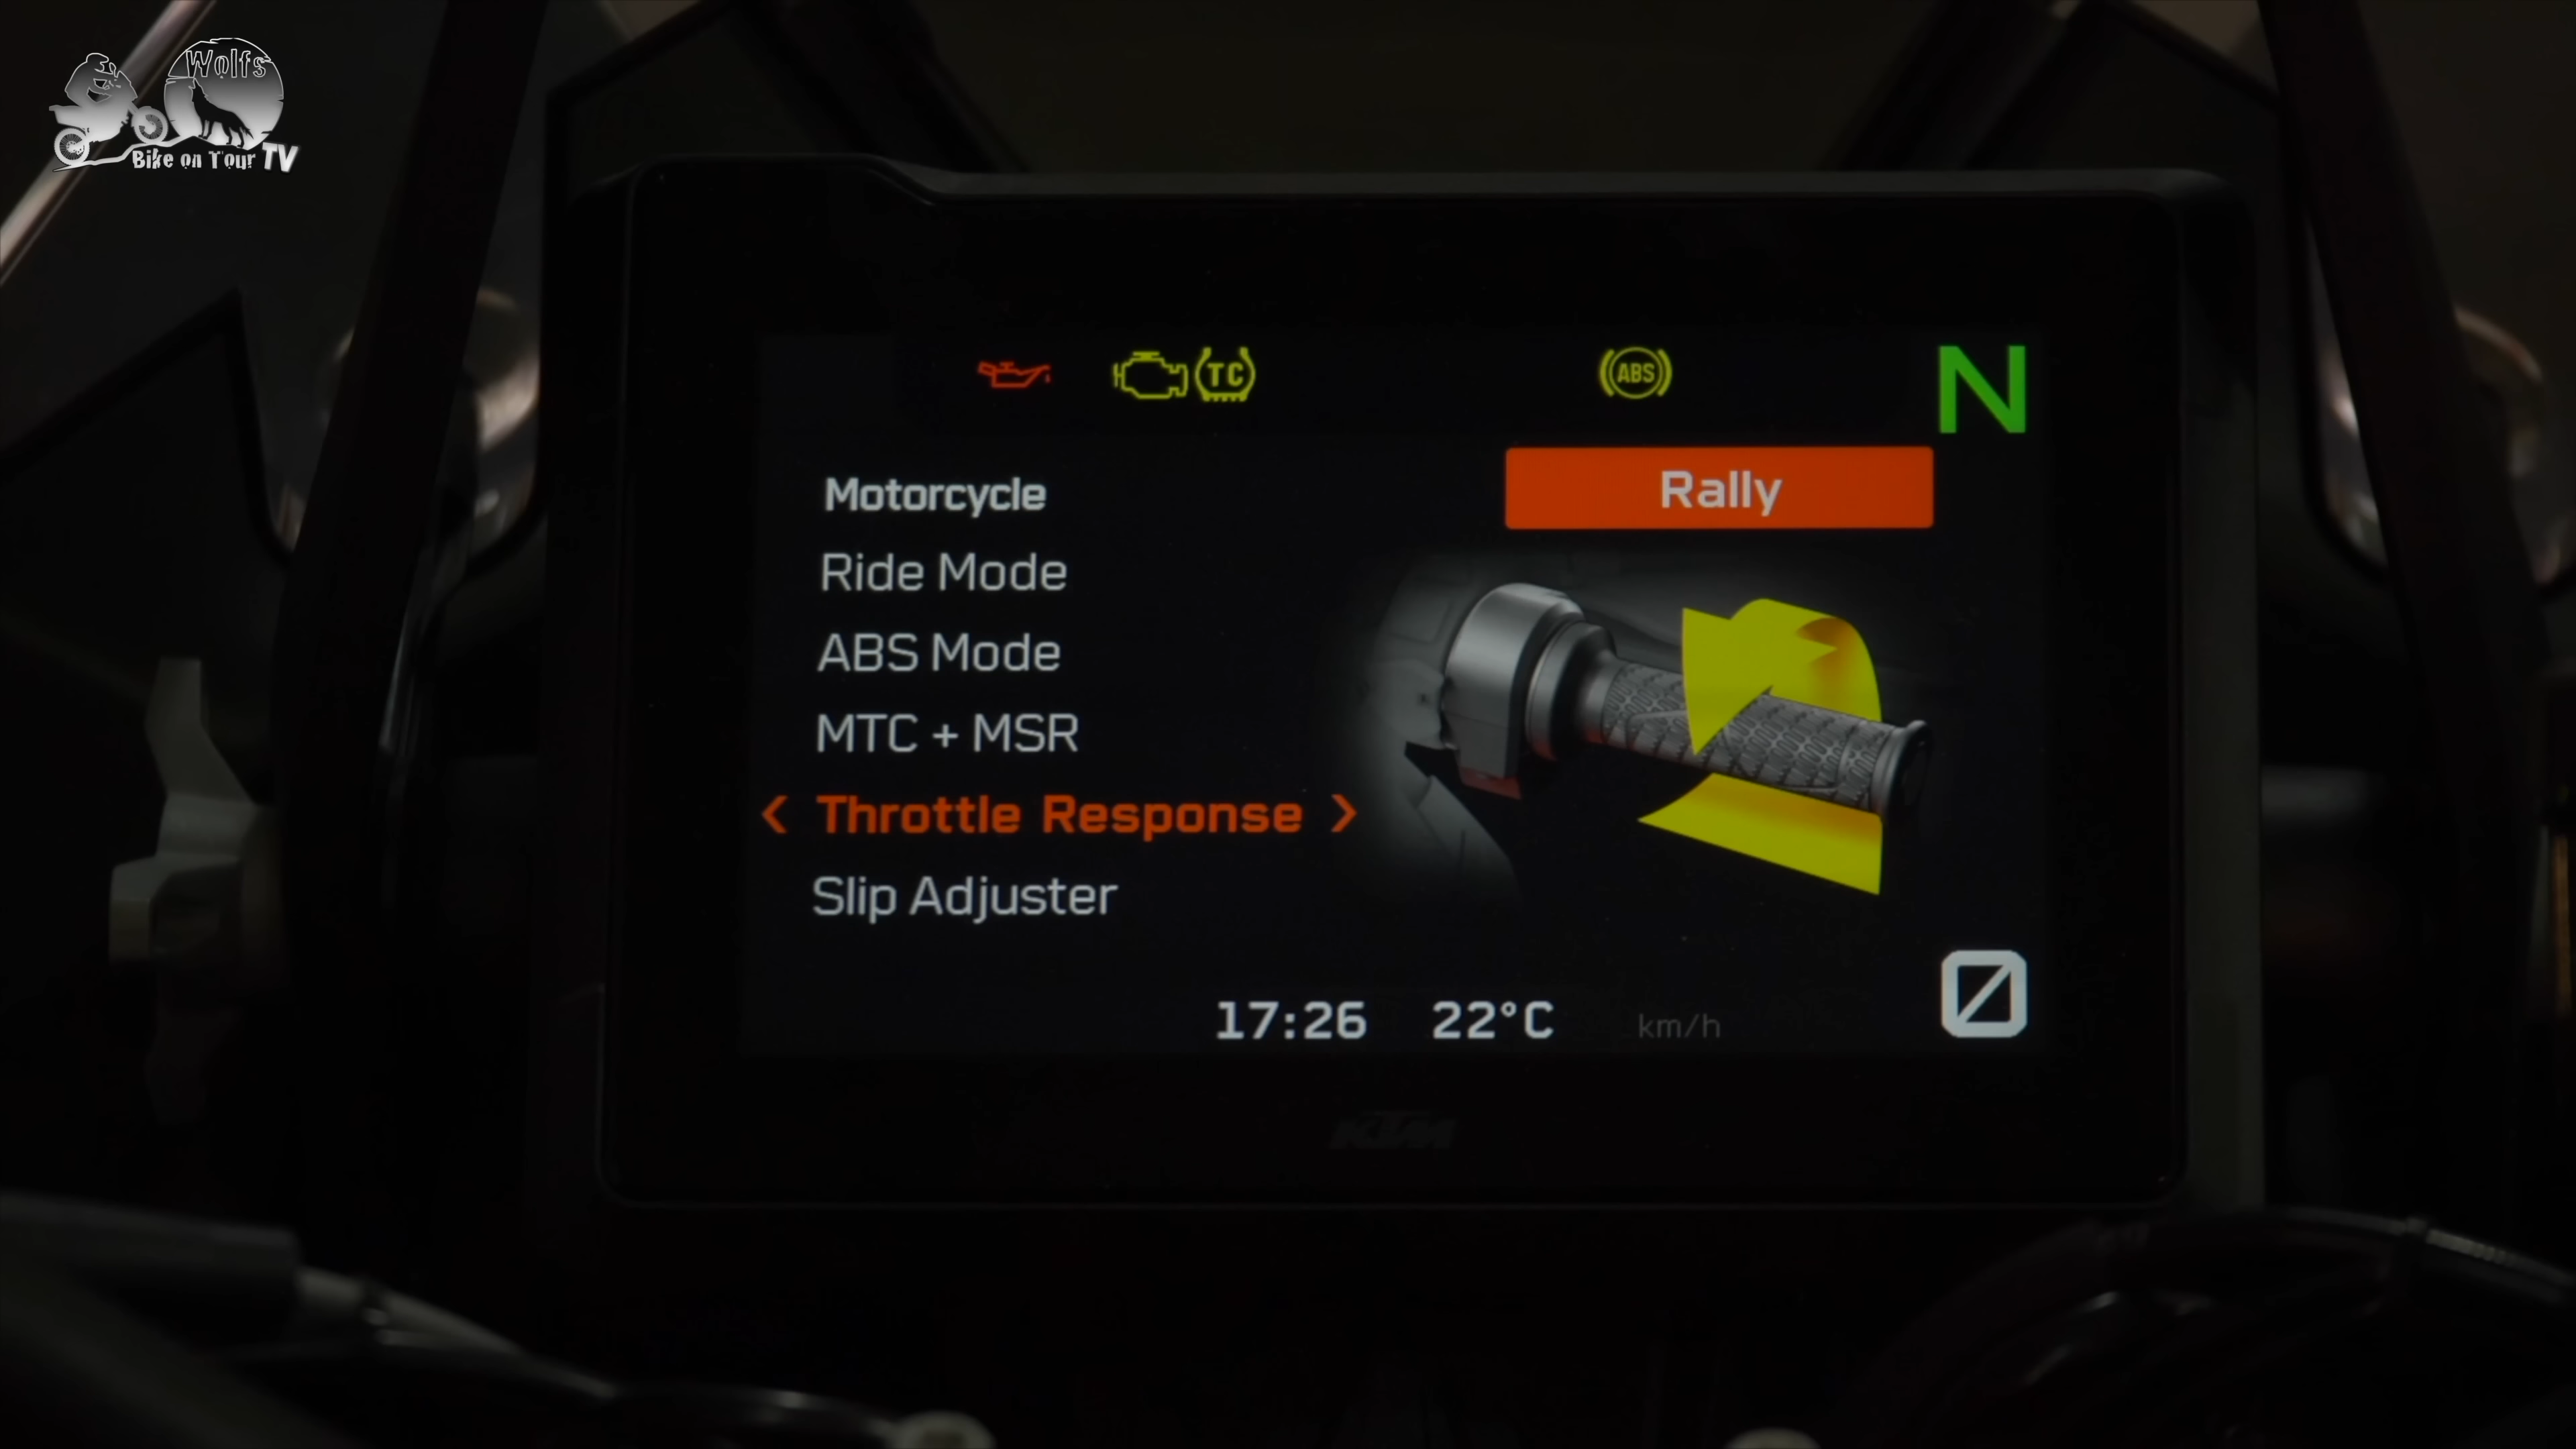 Wolfs
Bike on Tour TV
TC
ABS
N
Motorcycle
Rally
Ride Mode
ABS Mode
MTC + MSR
< Throttle Response >
Slip Adjuster
17:26 22°C km/h
0
KTM